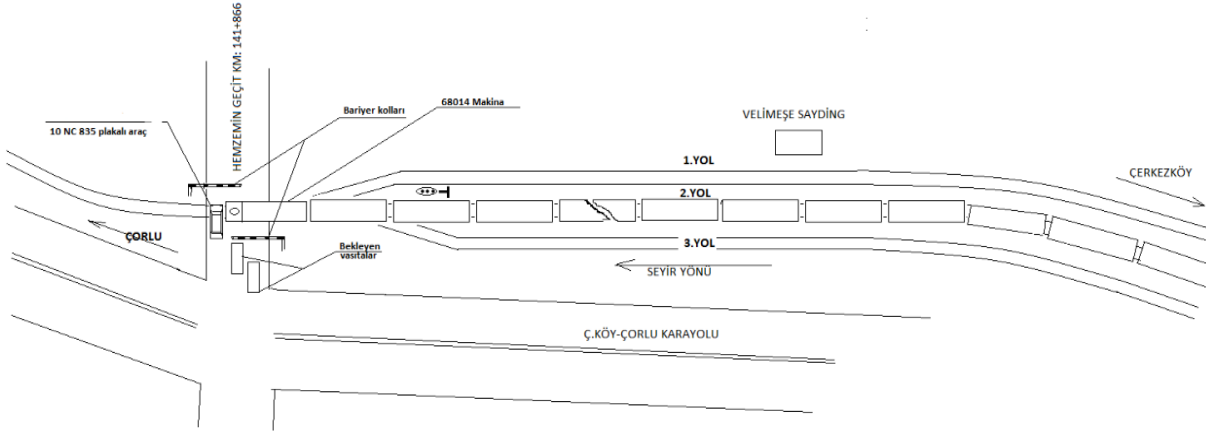 HEMZEMİN GEÇİT KM: 141+866
10 NC 835 plakalı araç
Bariyer kolları
68014 Makina
VELİMEŞE SAYDİNG
1.YOL
2.YOL
3.YOL
ÇERKEZKÖY
ÇORLU
Bekleyen
vasıtalar
SEYİR YÖNÜ
Ç.KÖY-ÇORLU KARAYOLU